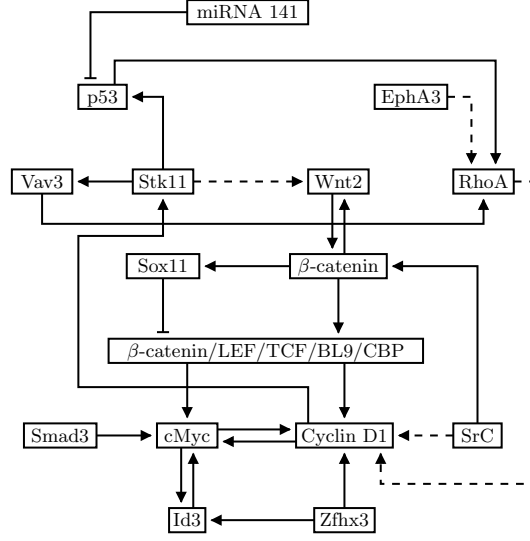 miRNA 141
p53
EphA3
Vav3
Stk11
Wnt2
RhoA
Sox11
β-catenin
β-catenin/LEF/TCF/BL9/CBP
Smad3
cMyc
Cyclin D1
SrC
Id3
Zfhx3